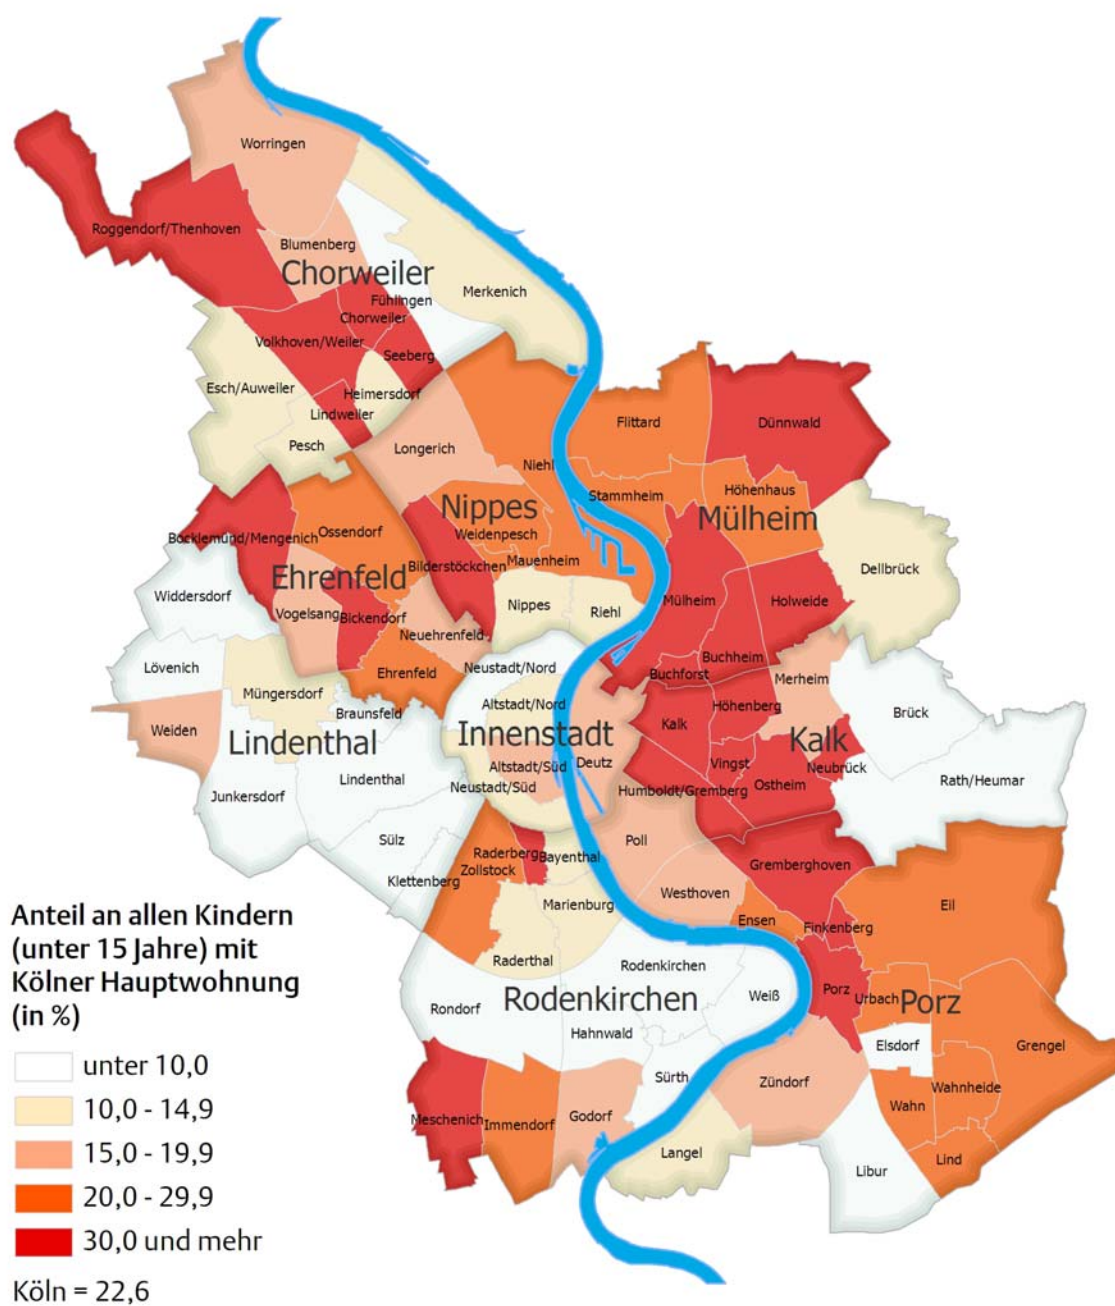 Worringen
Roggendorf/Thenhoven
Blumenberg
Chorweiler
Fühlingen
Merkenich
Chorweiler
Volkhoven/Weiler
Seeberg
Esch/Auweiler
Heimersdorf
Lindweiler
Pesch
Longerich
Niehl
Flittard
Dünnwald
Nippes
Stammheim
Höhenhaus
Mülheim
Weidenpesch
Ossendorf
Bocklemünd/Mengenich
Mauenheim
Bilderstöckchen
Dellbrück
Ehrenfeld
Widdersdorf
Vogelsang
Bickendorf
Nippes
Riehl
Mülheim
Holweide
Neuehrenfeld
Buchheim
Lövenich
Neustadt/Nord
Ehrenfeld
Buchforst
Merheim
Müngersdorf
Altstadt/Nord
Höhenberg
Braunsfeld
Brück
Weiden
Lindenthal
Innenstadt
Kalk
Kalk
Altstadt/Süd
Deutz
Vingst
Neubrück
Lindenthal
Neustadt/Süd
Humboldt/Gremberg
Ostheim
Rath/Heumar
Junkersdorf
Sülz
Poll
Raderberg
Bayenthal
Zollstock
Klettenberg
Gremberghoven
Westhoven
Marienburg
Ensen
Eil
Finkenberg
Raderthal
Rodenkirchen
Rodenkirchen
Weiß
Porz
Urbach
Porz
Rondorf
Hahnwald
Elsdorf
Grengel
Sürth
Zündorf
Wahnheide
Meschenich
Immendorf
Godorf
Wahn
Langel
Libur
Lind
Anteil an allen Kindern
(unter 15 Jahre) mit
Kölner Hauptwohnung
(in %)
unter 10,0
10,0 - 14,9
15,0 - 19,9
20,0 - 29,9
30,0 und mehr
Köln = 22,6